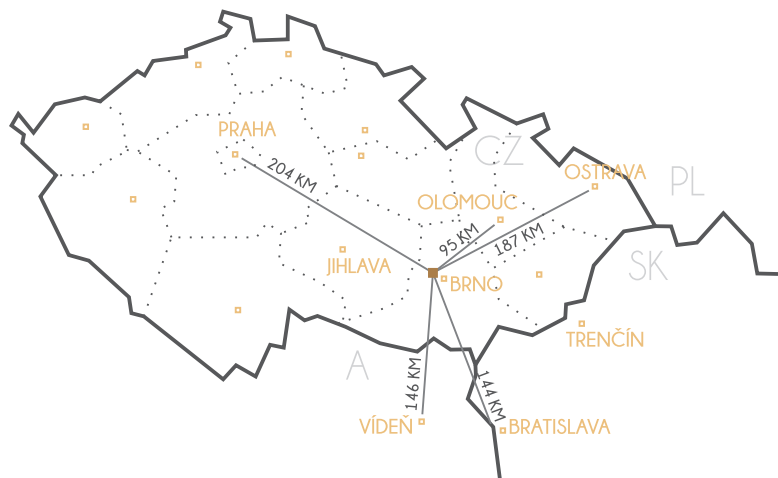 PRAHA
204 KM
CZ
OSTRAVA
PL
OLOMOUC
95 KM
187 KM
JIHLAVA
BRNO
SK
TRENČÍN
A
146 KM
144 KM
VÍDEŇ
BRATISLAVA